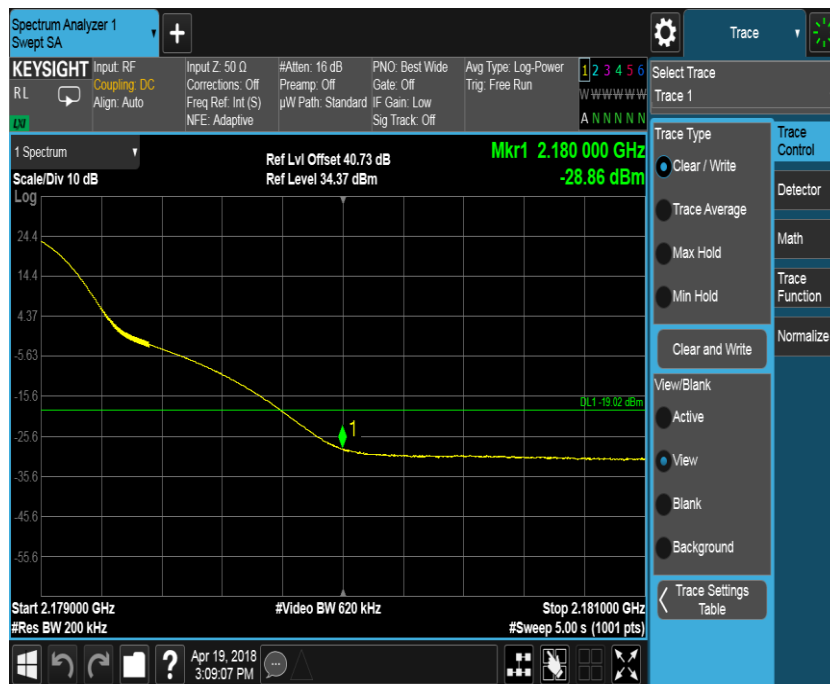 Spectrum Analyzer 1
Swept SA
+
Trace
KEYSIGHT
RL
LXI
Input: RF
Coupling: DC
Align: Auto
Input Z: 50 Ω
Corrections: Off
Freq Ref: Int (S)
NFE: Adaptive
#Atten: 16 dB
Preamp: Off
µW Path: Standard
PNO: Best Wide
Gate: Off
IF Gain: Low
Sig Track: Off
Avg Type: Log-Power
Trig: Free Run
1 2 3 4 5 6
W W W W W W
A N N N N N
Select Trace
Trace 1
1 Spectrum
Scale/Div 10 dB
Ref Lvl Offset 40.73 dB
Ref Level 34.37 dBm
Mkr1 2.180 000 GHz
-28.86 dBm
Log
24.4
14.4
4.37
-5.63
-15.6
-25.6
-35.6
-45.6
-55.6
DL1 -19.02 dBm
1
Start 2.179000 GHz
#Res BW 200 kHz
#Video BW 620 kHz
Stop 2.181000 GHz
#Sweep 5.00 s (1001 pts)
Trace Type
Clear / Write
Trace Average
Max Hold
Min Hold
Clear and Write
View/Blank
Active
View
Blank
Background
Trace Settings
Table
Trace
Control
Detector
Math
Trace
Function
Normalize
?
Apr 19, 2018
3:09:07 PM